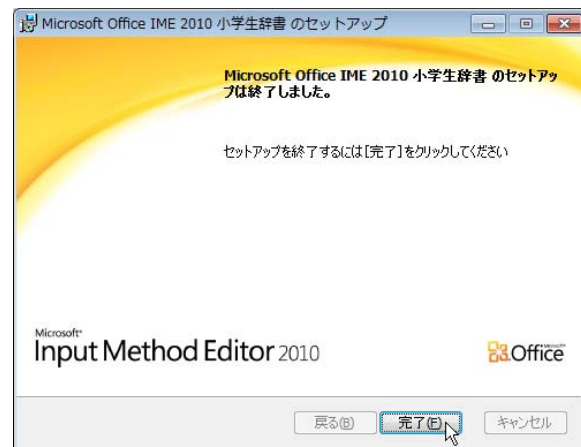 Microsoft Office IME 2010 小学生辞書 のセットアップ
Microsoft Office IME 2010 小学生辞書 のセットアッ
プは終了しました。
セットアップを終了するには[完了]をクリックしてください
Microsoft
Input Method Editor 2010
Office
戻る(B) 完了(F) キャンセル